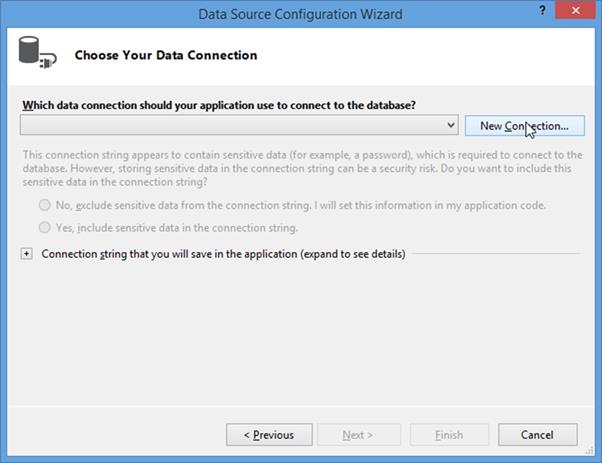 Data Source Configuration Wizard
?
Choose Your Data Connection
Which data connection should your application use to connect to the database?
New Connection...
This connection string appears to contain sensitive data (for example, a password), which is required to connect to the
database. However, storing sensitive data in the connection string can be a security risk. Do you want to include this
sensitive data in the connection string?
No, exclude sensitive data from the connection string. I will set this information in my application code.
Yes, include sensitive data in the connection string.
Connection string that you will save in the application (expand to see details)
< Previous
Next >
Finish
Cancel